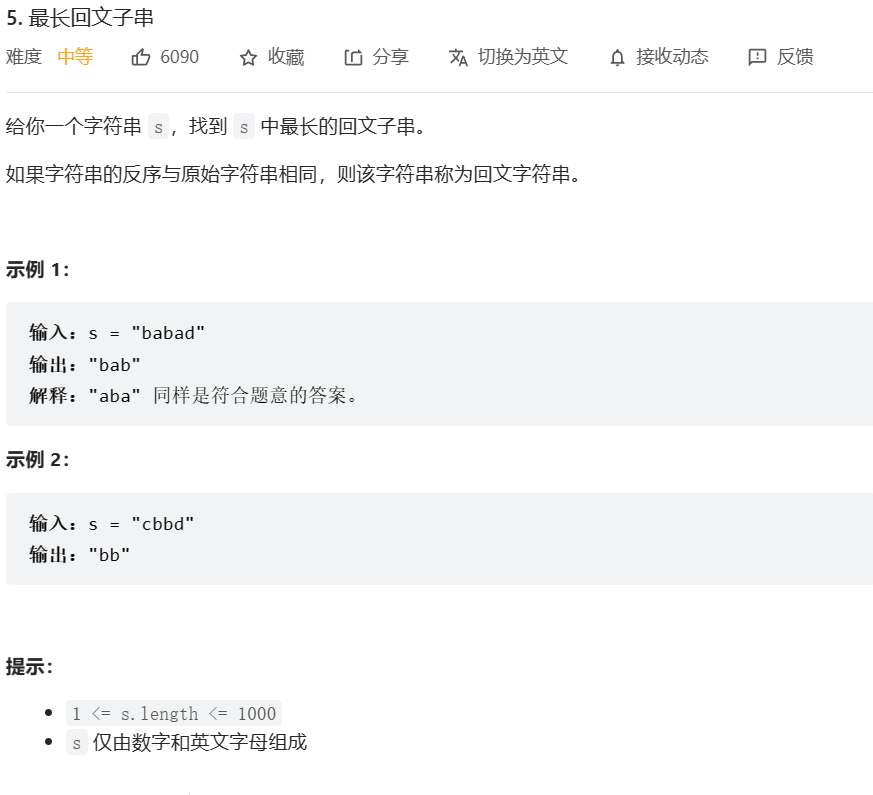 5. 最长回文子串
难度 中等 6090 收藏 分享 切换为英文 接收动态 反馈
给你一个字符串 s，找到 s 中最长的回文子串。
如果字符串的反序与原始字符串相同，则该字符串称为回文字符串。
示例 1：
输入：s = "babad"
输出："bab"
解释："aba" 同样是符合题意的答案。
示例 2：
输入：s = "cbbd"
输出："bb"
提示：
1 <= s.length <= 1000
s 仅由数字和英文字母组成